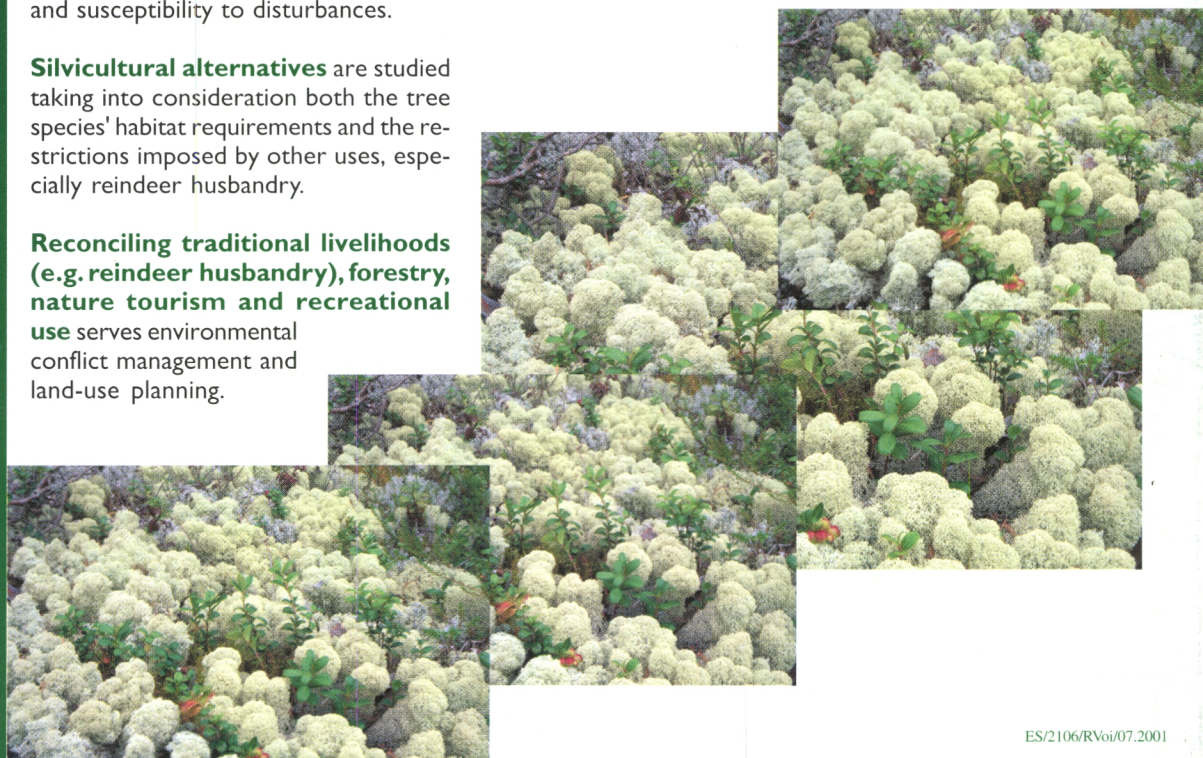 and susceptibility to disturbances.
Silvicultural alternatives are studied
taking into consideration both the tree
species' habitat requirements and the re-
strictions imposed by other uses, espe-
cially reindeer husbandry.
Reconciling traditional livelihoods
(e.g. reindeer husbandry), forestry,
nature tourism and recreational
use serves environmental
conflict management and
land-use planning.
ES/2106/RVoi/07.2001